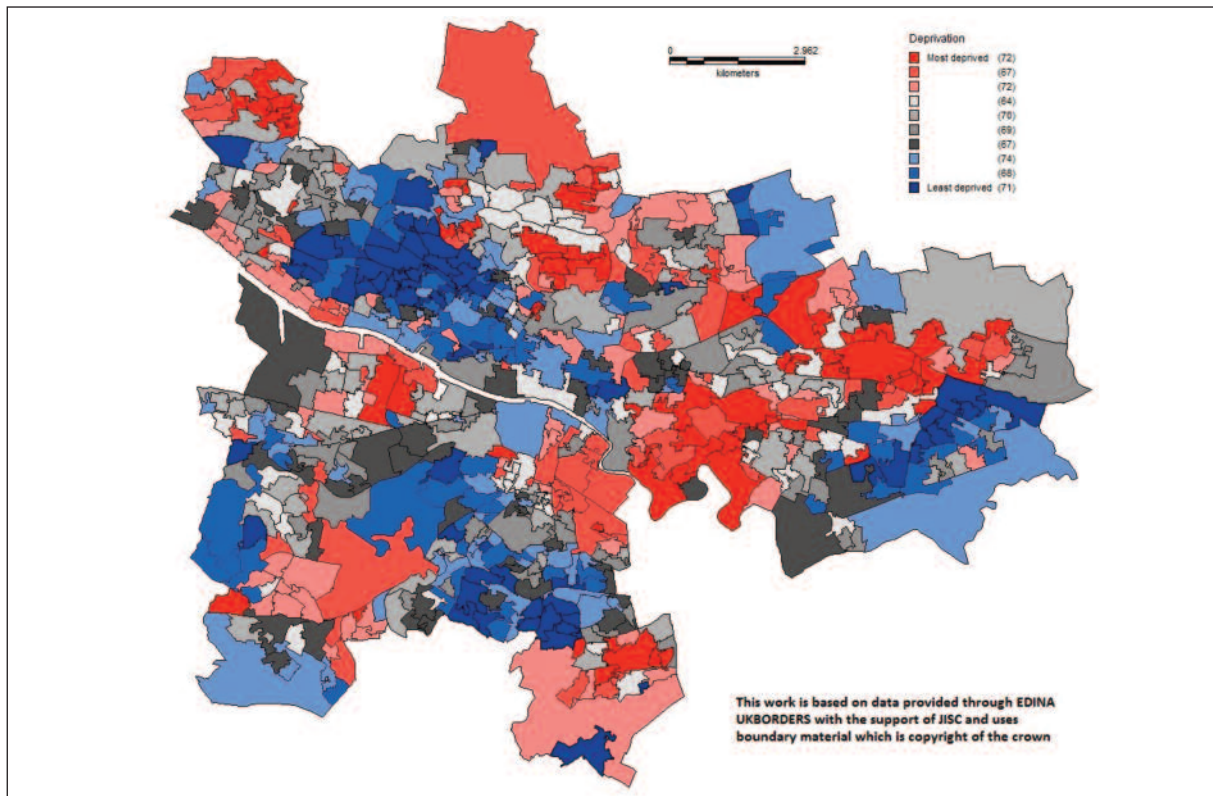 0 2.962
kilometers
Deprivation
Most deprived (72)
(67)
(72)
(64)
(70)
(69)
(67)
(74)
(68)
Least deprived (71)
This work is based on data provided through EDINA
UKBORDERS with the support of JISC and uses
boundary material which is copyright of the crown